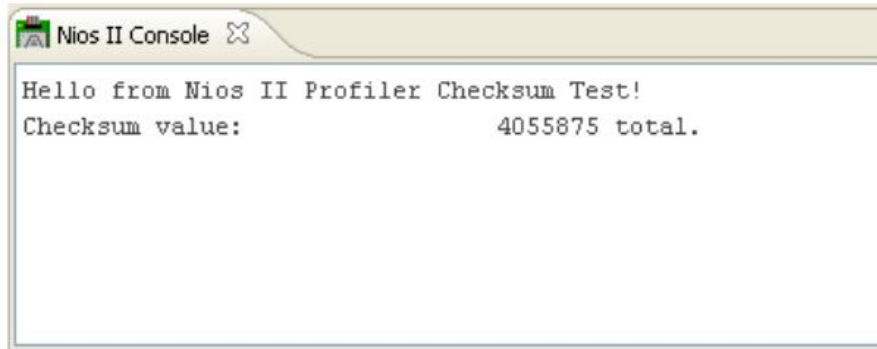 Nios II Console
Hello from Nios II Profiler Checksum Test!
Checksum value: 4055875 total.